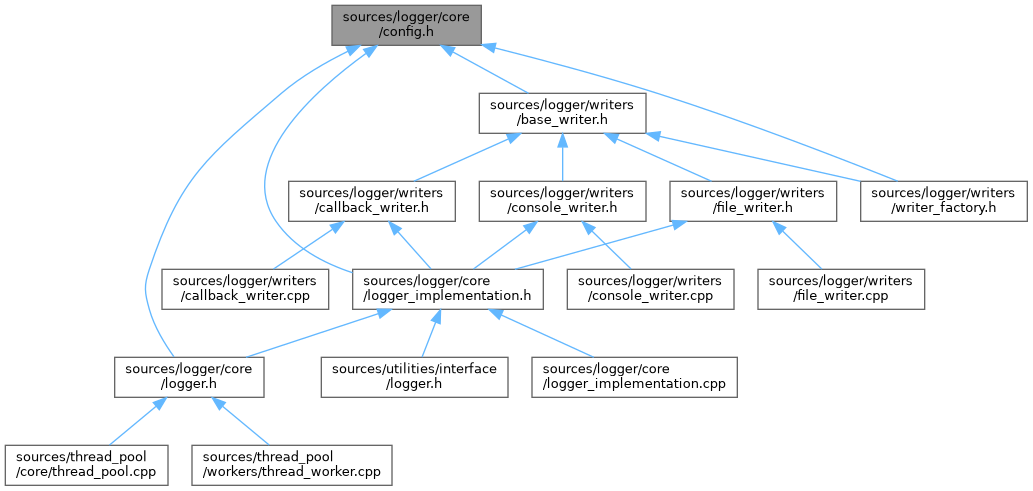 sources/logger/core
/config.h
sources/logger/writers
/base_writer.h
sources/logger/writers
/callback_writer.h
sources/logger/writers
/console_writer.h
sources/logger/writers
/file_writer.h
sources/logger/writers
/writer_factory.h
sources/logger/writers
/callback_writer.cpp
sources/logger/core
/logger_implementation.h
sources/logger/writers
/console_writer.cpp
sources/logger/writers
/file_writer.cpp
sources/logger/core
/logger.h
sources/utilities/interface
/logger.h
sources/logger/core
/logger_implementation.cpp
sources/thread_pool
/core/thread_pool.cpp
sources/thread_pool
/workers/thread_worker.cpp